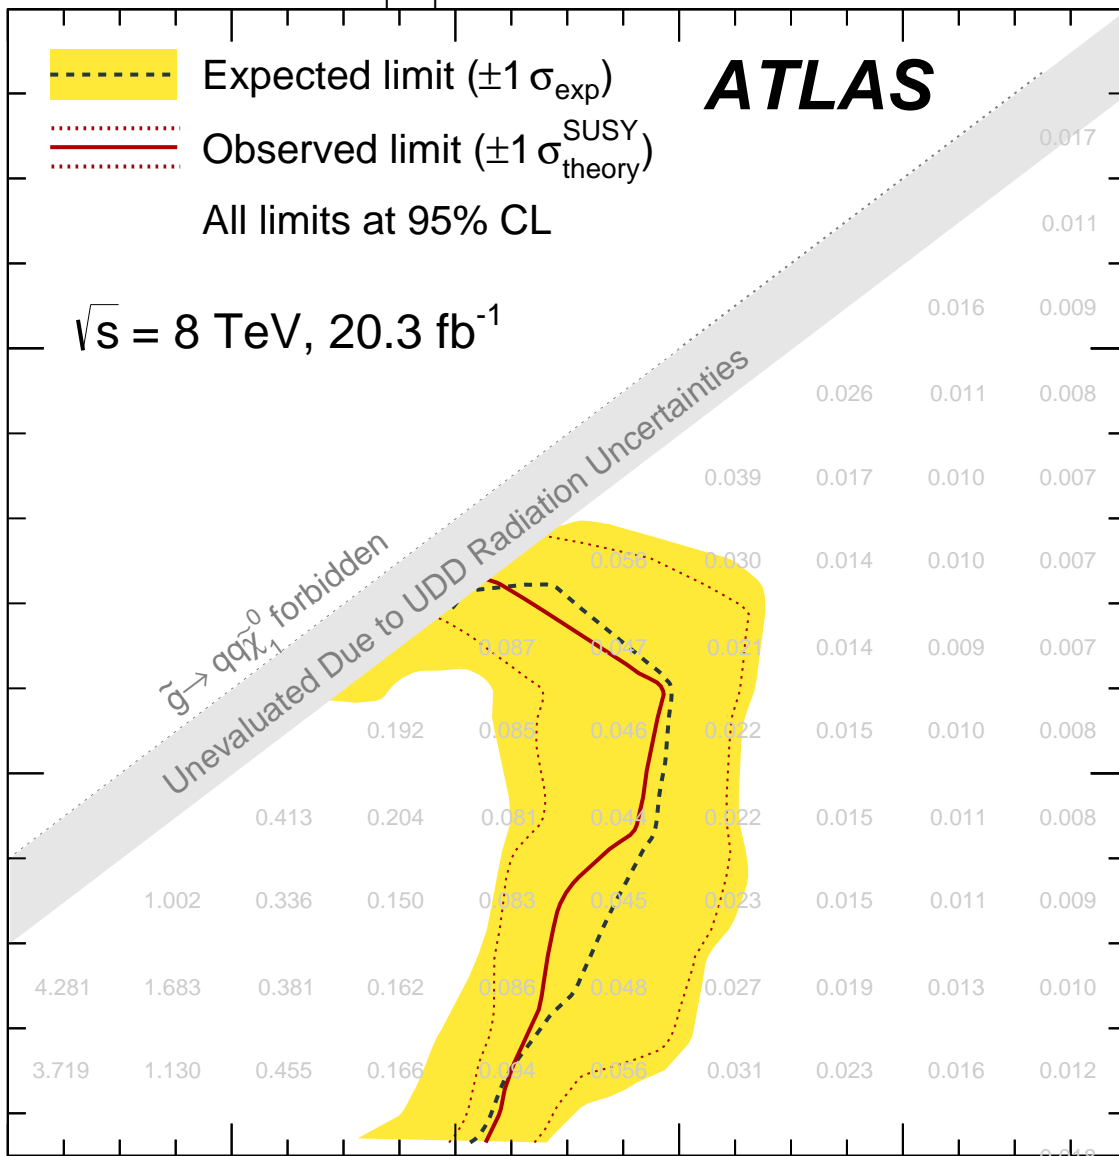 Expected limit (±1 σexp) ATLAS
Observed limit (±1 σ SUSY theory)
0.017
All limits at 95% CL
0.011
√s = 8 TeV, 20.3 fb-1
0.016 0.009
0.026 0.011 0.008
0.039 0.017 0.010 0.007
g̃→ qqχ̃01 forbidden
Unevaluated Due to UDD Radiation Uncertainties
0.056 0.030 0.014 0.010 0.007
0.087 0.047 0.021 0.014 0.009 0.007
0.192 0.085 0.046 0.022 0.015 0.010 0.008
0.413 0.204 0.081 0.044 0.022 0.015 0.011 0.008
1.002 0.336 0.150 0.083 0.045 0.023 0.015 0.011 0.009
4.281 1.683 0.381 0.162 0.086 0.048 0.027 0.019 0.013 0.010
3.719 1.130 0.455 0.166 0.094 0.056 0.031 0.023 0.016 0.012